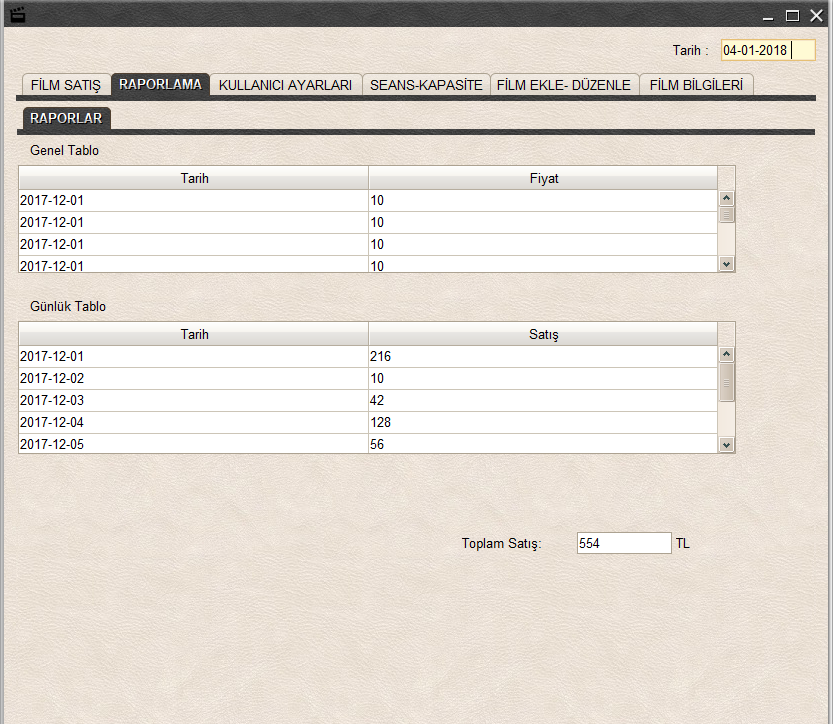 Tarih : 04-01-2018
FİLM SATIŞ RAPORLAMA KULLANICI AYARLARI SEANS-KAPASİTE FİLM EKLE- DÜZENLE FİLM BİLGİLERİ
RAPORLAR
Genel Tablo
Tarih Fiyat
2017-12-01 10
2017-12-01 10
2017-12-01 10
2017-12-01 10
Günlük Tablo
Tarih Satış
2017-12-01 216
2017-12-02 10
2017-12-03 42
2017-12-04 128
2017-12-05 56
Toplam Satış: 554 TL